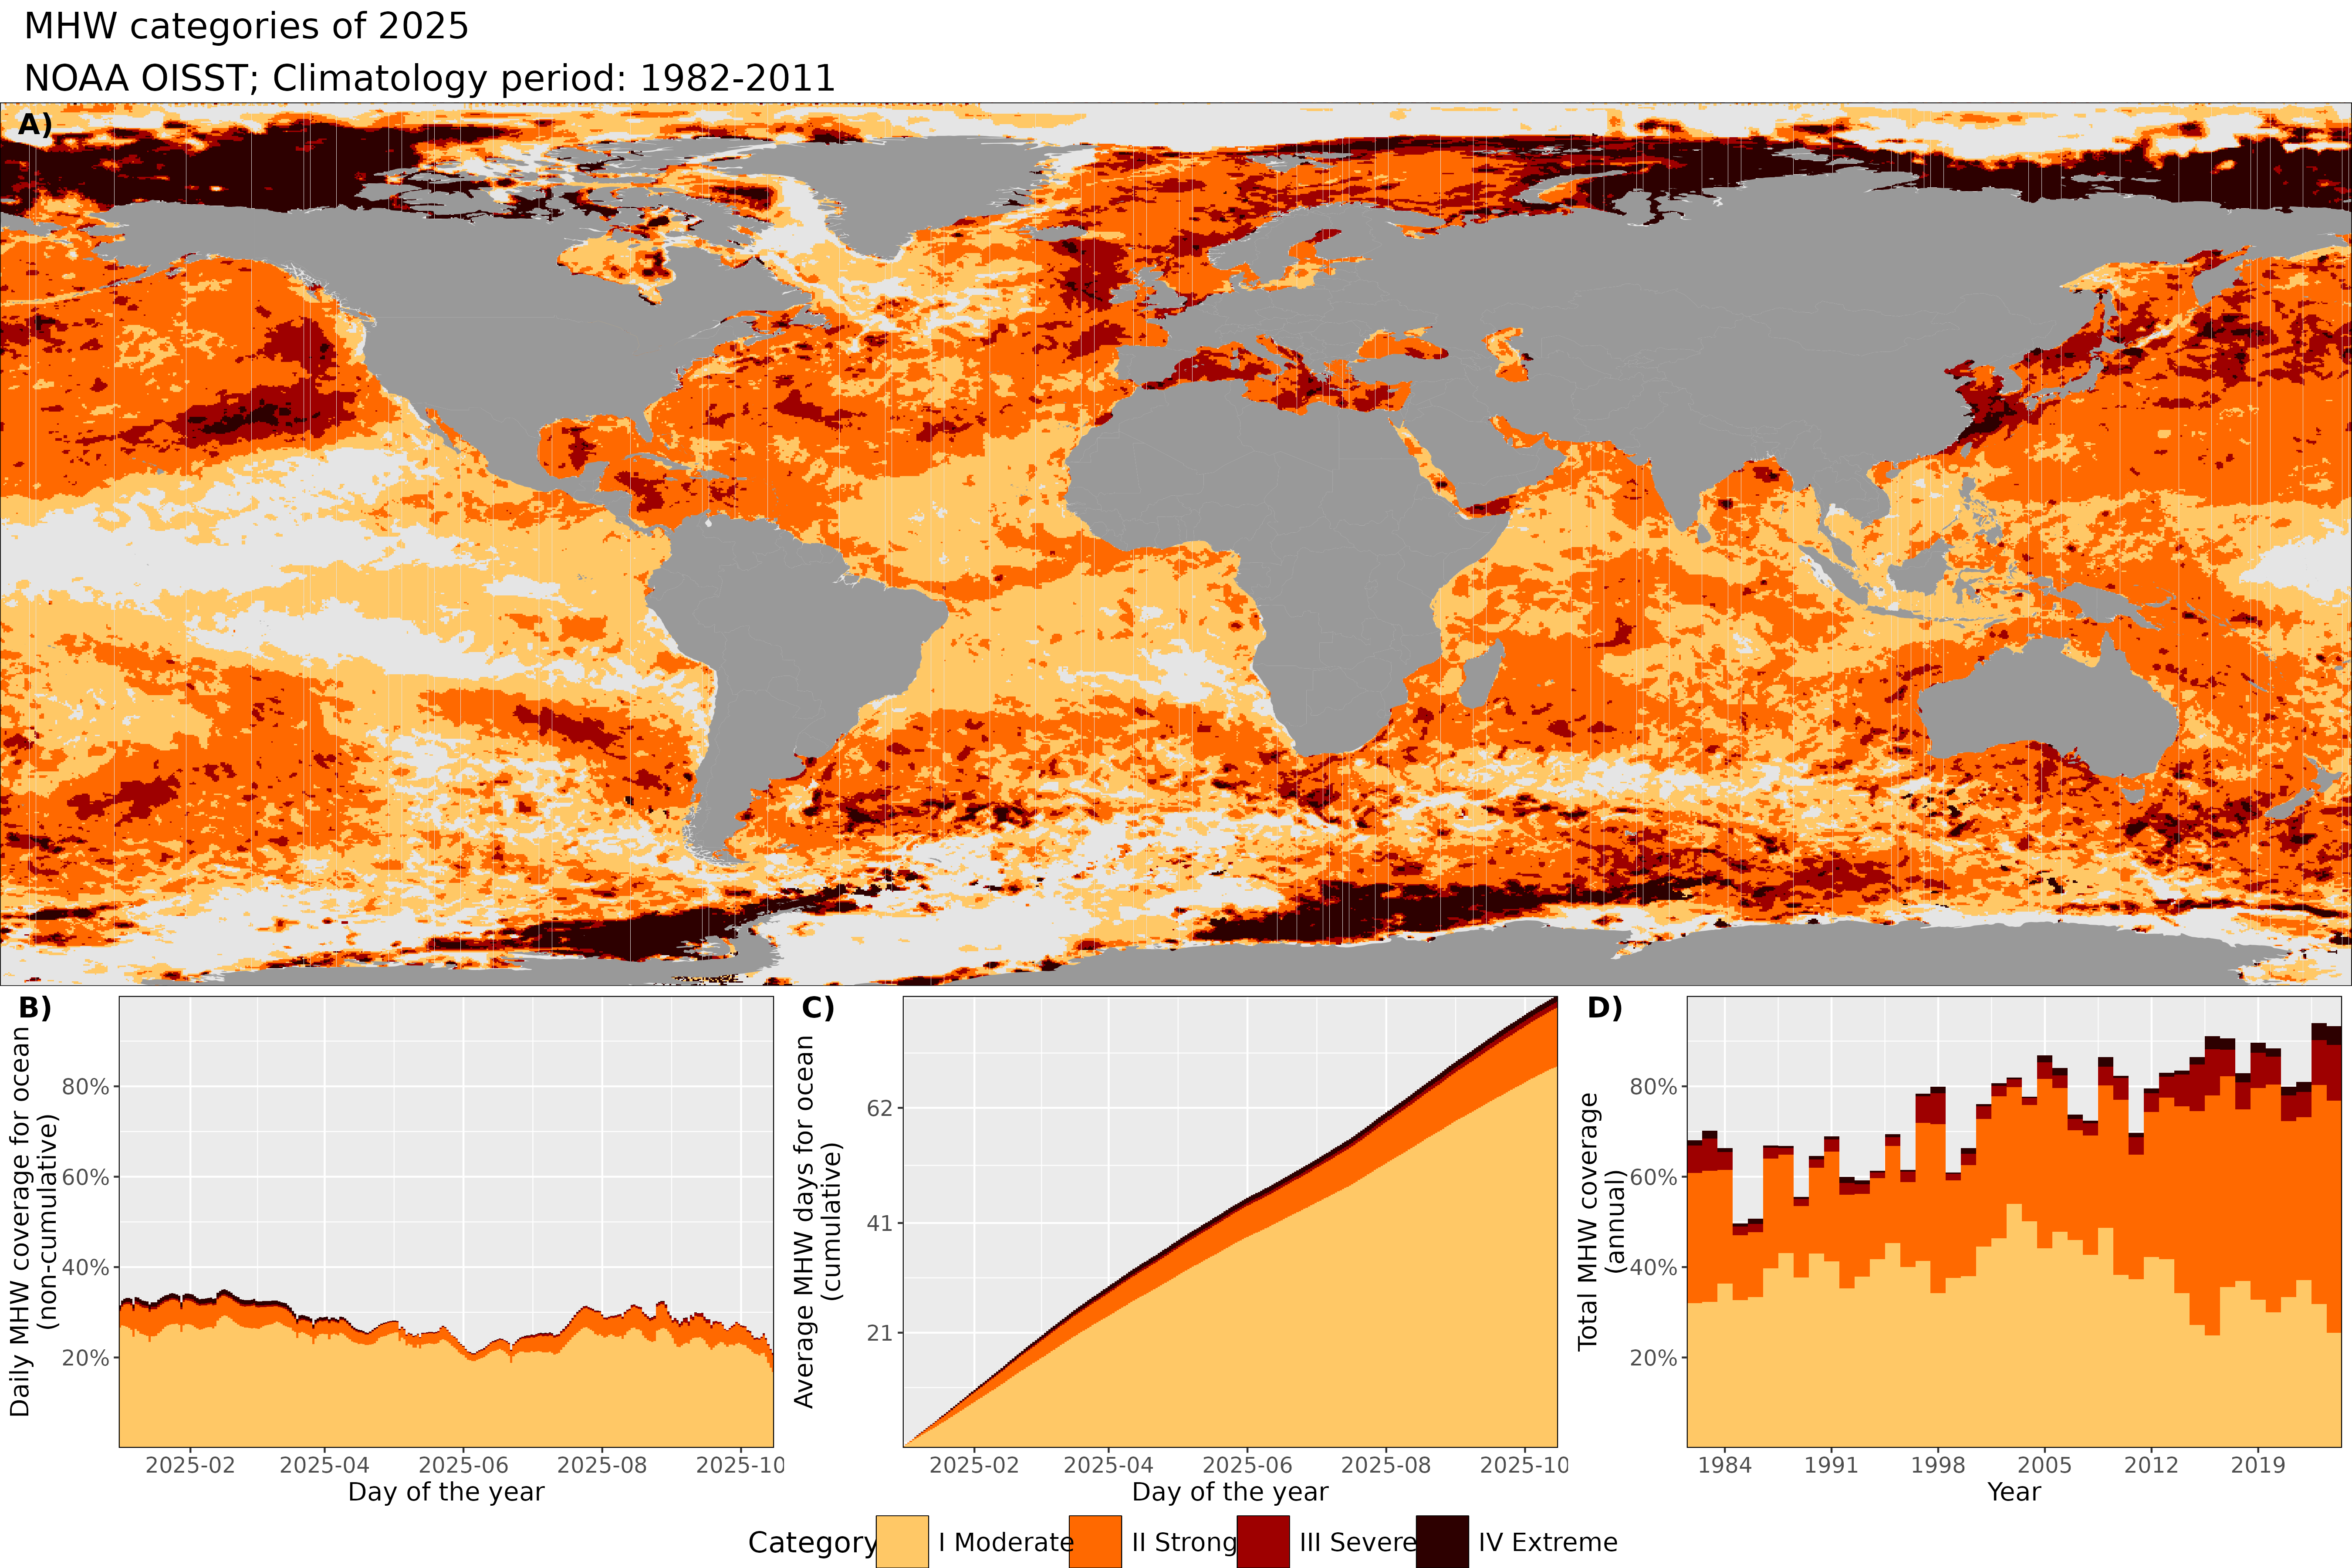 MHW categories of 2025
NOAA OISST; Climatology period: 1982-2011
A)
B)
Daily MHW coverage for ocean
(non-cumulative)
80%
60%
40%
20%
2025-02 2025-04 2025-06 2025-08 2025-10
Day of the year
C)
Average MHW days for ocean
(cumulative)
62
41
21
2025-02 2025-04 2025-06 2025-08 2025-10
Day of the year
D)
Total MHW coverage
(annual)
80%
60%
40%
20%
1984 1991 1998 2005 2012 2019
Year
Category I Moderate II Strong III Severe IV Extreme